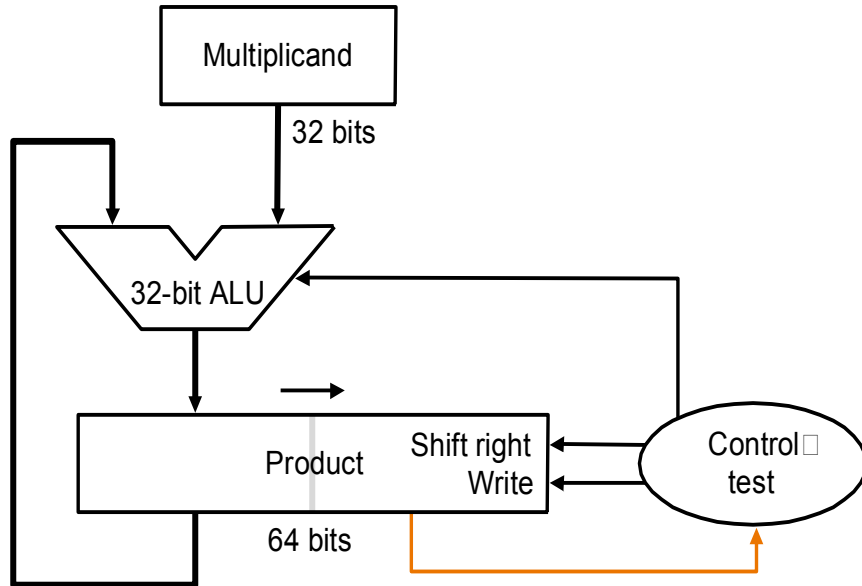 Multiplicand
32 bits
32-bit ALU
Product
Shift right
Write
Control□
test
64 bits